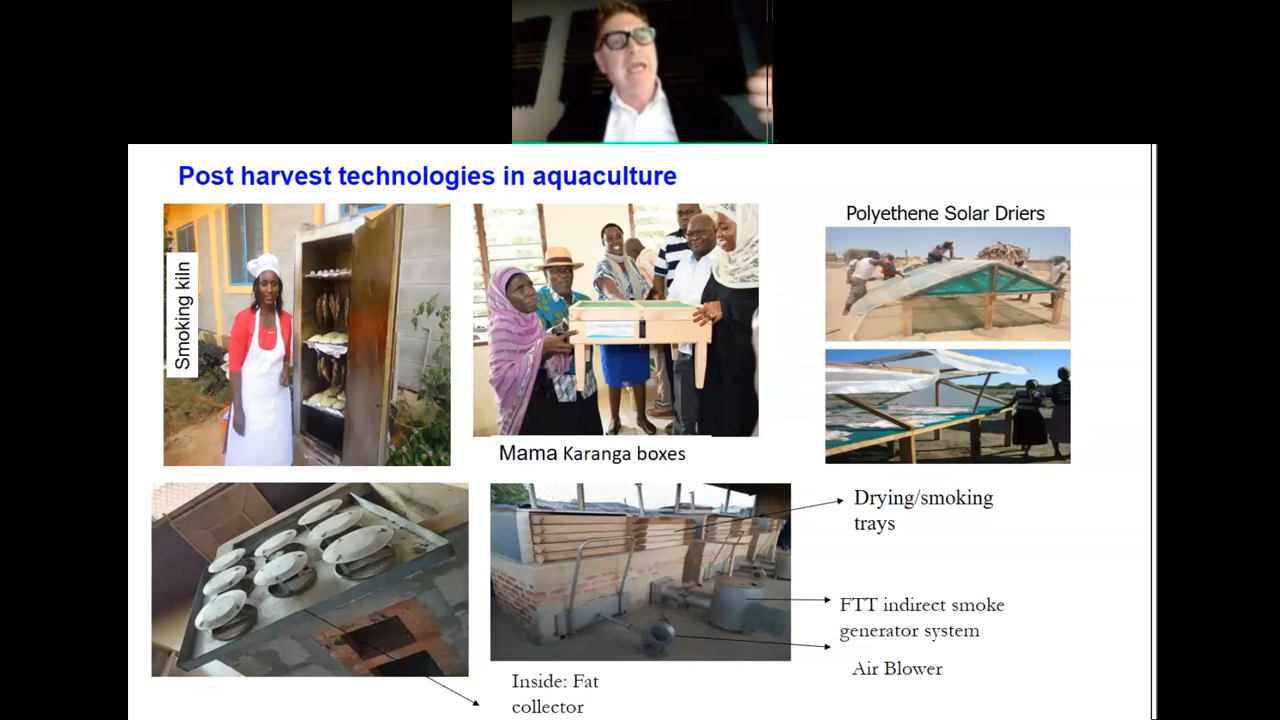 Post harvest technologies in aquaculture
Smoking kiln
Mama Karanga boxes
Polyethene Solar Driers
Drying/smoking
trays
FTT indirect smoke
generator system
Air Blower
Inside: Fat
collector